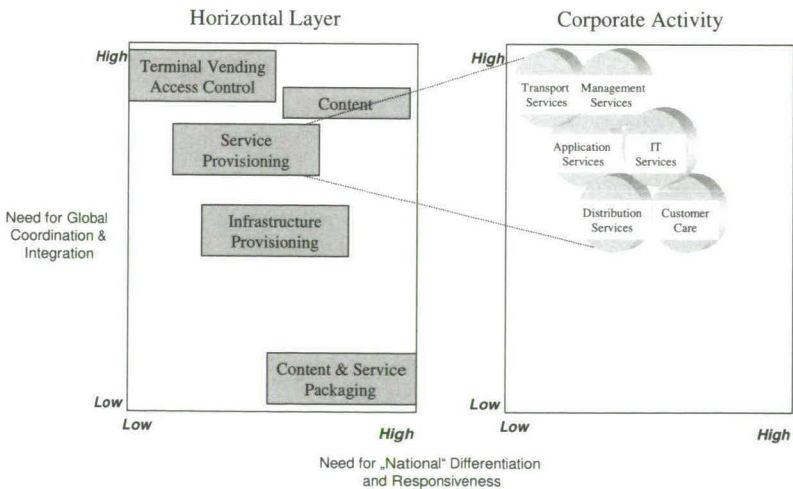 Horizontal Layer
High
Terminal Vending
Access Control
Content
Service
Provisioning
Infrastructure
Provisioning
Content & Service
Packaging
Low
Low
High
Need for Global
Coordination &
Integration
Corporate Activity
High
Transport
Services
Management
Services
Application
Services
IT
Services
Distribution
Services
Customer
Care
Low
Low
High
Need for „National“ Differentiation
and Responsiveness